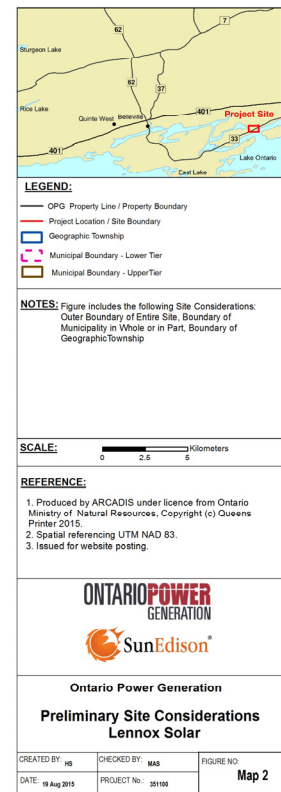 7
62
Sturgeon Lake
62
37
Rice Lake
401
Quinte West Belleville
Project Site
33
401
Lake Ontario
East Lake
LEGEND:
OPG Property Line / Property Boundary
Project Location / Site Boundary
Geographic Township
Municipal Boundary - Lower Tier
Municipal Boundary - UpperTier
NOTES: Figure includes the following Site Considerations:
Outer Boundary of Entire Site, Boundary of
Municipality in Whole or in Part, Boundary of
GeographicTownship
SCALE:
Kilometers
0 2.5 5
REFERENCE:
1. Produced by ARCADIS under licence from Ontario
Ministry of Natural Resources, Copyright (c) Queens
Printer 2015.
2. Spatial referencing UTM NAD 83.
3. Issued for website posting.
ONTARIOPOWER
GENERATION
SunEdison®
Ontario Power Generation
Preliminary Site Considerations
Lennox Solar
CREATED BY: HS CHECKED BY: MAS FIGURE NO:
Map 2
DATE: 19 Aug 2015 PROJECT No.: 351100